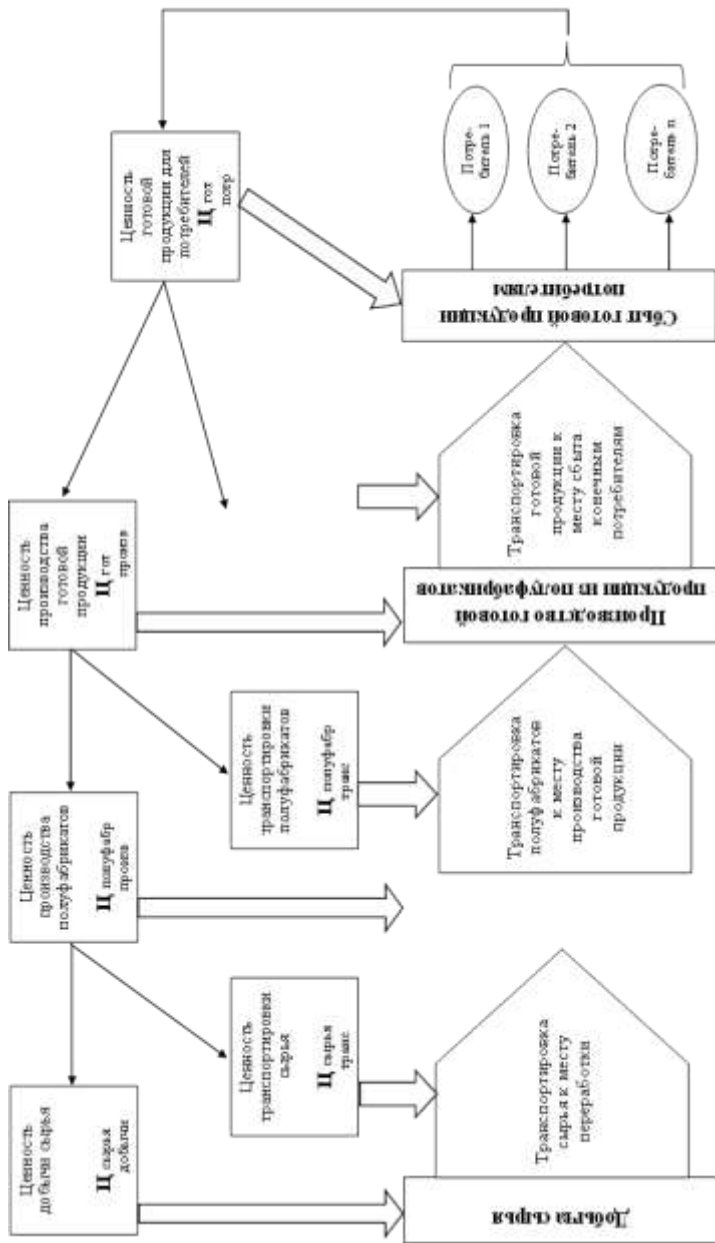 Ценность
добычи сырья
Ц сырья
добычи
Ценность
производства
полуфабрикатов
Ц полуфабр
произв
Ценность
производства
готовой
продукции
Ц гот
произв
Ценность
готовой
продукции для
потребителей
Ц гот
потр
Ценность
транспортировки
сырья
Ц сырья
транс
Ценность
транспортировки
полуфабрикатов
Ц полуфабр
транс
Добыча сырья
Транспортировка
сырья к месту
переработки
Транспортировка
полуфабрикатов
к месту
производства
готовой
продукции
Производство готовой
продукции из полуфабрикатов
Транспортировка
готовой
продукции к
месту сбыта
конечным
потребителям
Сбыт готовой продукции
потребителям
Потре-
битель 1
Потре-
битель 2
Потре-
битель n